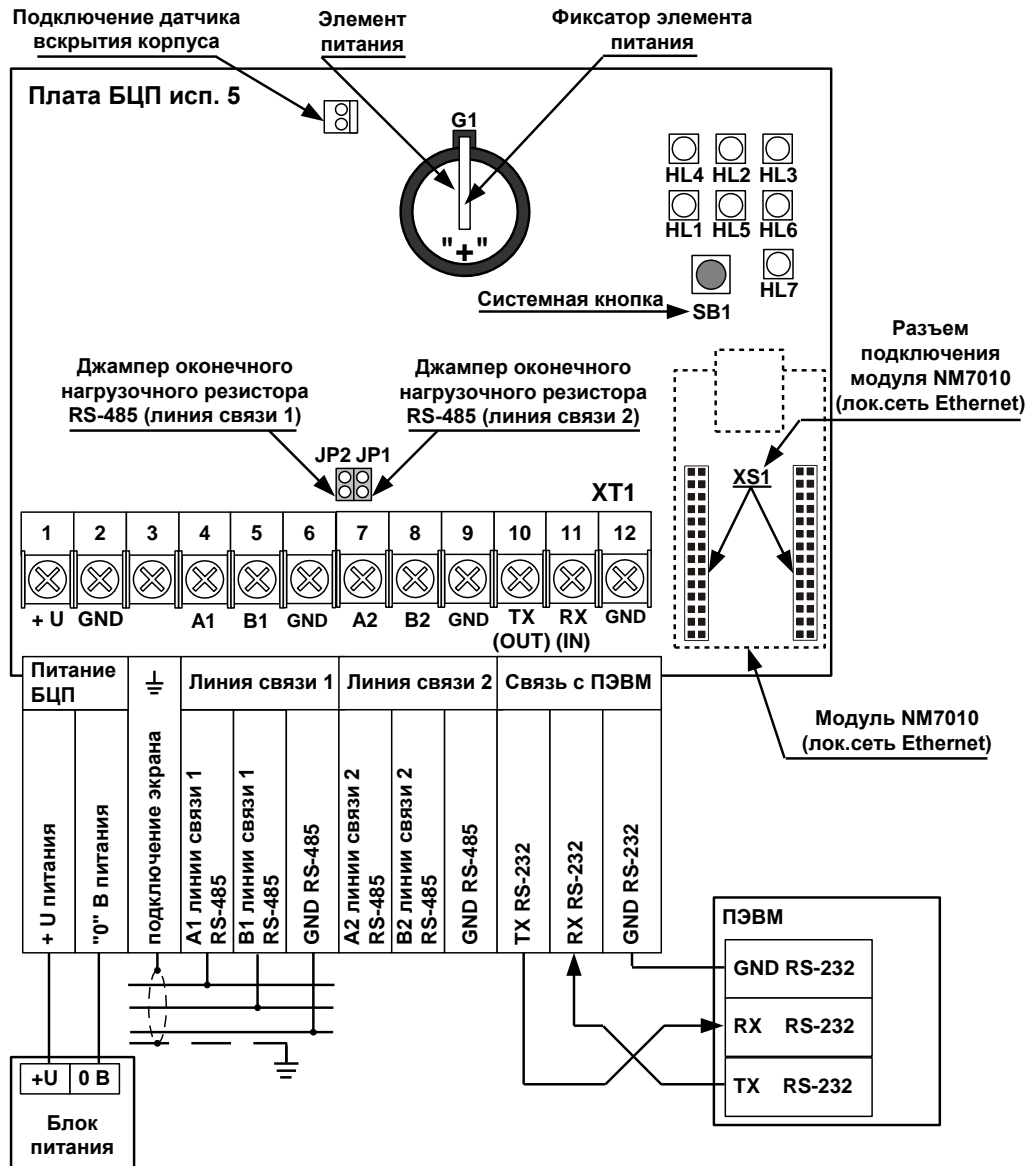 Подключение датчика
вскрытия корпуса
Элемент
питания
Фиксатор элемента
питания
Плата БЦП исп. 5
G1
"+"
HL4 HL2 HL3
HL1 HL5 HL6
HL7
Системная кнопка
SB1
Разъем
подключения
модуля NM7010
(лок.сеть Ethernet)
Джампер оконечного
нагрузочного резистора
RS-485 (линия связи 1)
Джампер оконечного
нагрузочного резистора
RS-485 (линия связи 2)
JP2 JP1
XT1
XS1
1 2 3 4 5 6 7 8 9 10 11 12
+ U GND A1 B1 GND A2 B2 GND TX RX GND
(OUT) (IN)
Питание
БЦП
Линия связи 1
Линия связи 2
Связь с ПЭВМ
Модуль NM7010
(лок.сеть Ethernet)
+ U питания
"0" В питания
подключение экрана
A1 линии связи 1
RS-485
B1 линии связи 1
RS-485
GND RS-485
A2 линии связи 2
RS-485
B2 линии связи 2
RS-485
GND RS-485
TX RS-232
RX RS-232
GND RS-232
ПЭВМ
GND RS-232
RX RS-232
TX RS-232
+U 0 В
Блок
питания